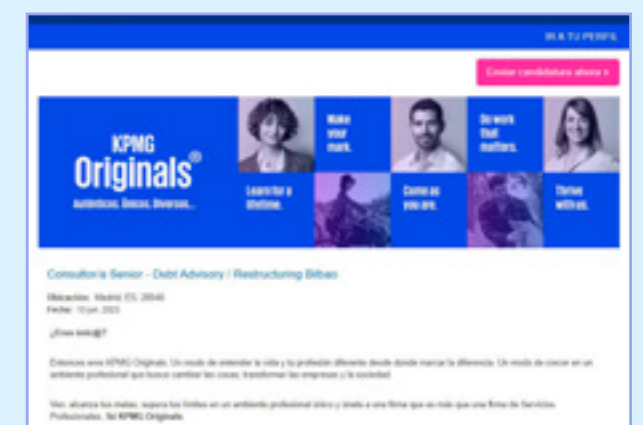 IR A TU PERFIL
Enviar candidatura ahora »
KPMG
Originals®
Auténticos. Únicos. Diversos...
Make
your
mark.
Do work
that
matters.
Learn for a
lifetime.
Come as
you are.
Thrive
with us.
Consultor/a Senior - Debt Advisory / Restructuring Bilbao
Ubicación: Madrid, ES, 28046
Fecha: jun. 2023
¿Eres únic@?
Entonces eres KPMG Originals. Un modo de entender la vida y tu profesión diferente desde donde marcar la diferencia. Un modo de crecer en un
ambiente profesional que busca cambiar las cosas, transformar las empresas y la sociedad.
Ven, alcanza tus metas, supera tus límites en un ambiente profesional único y únete a una firma que es más que una firma de Servicios
Profesionales. Sé KPMG Originals.